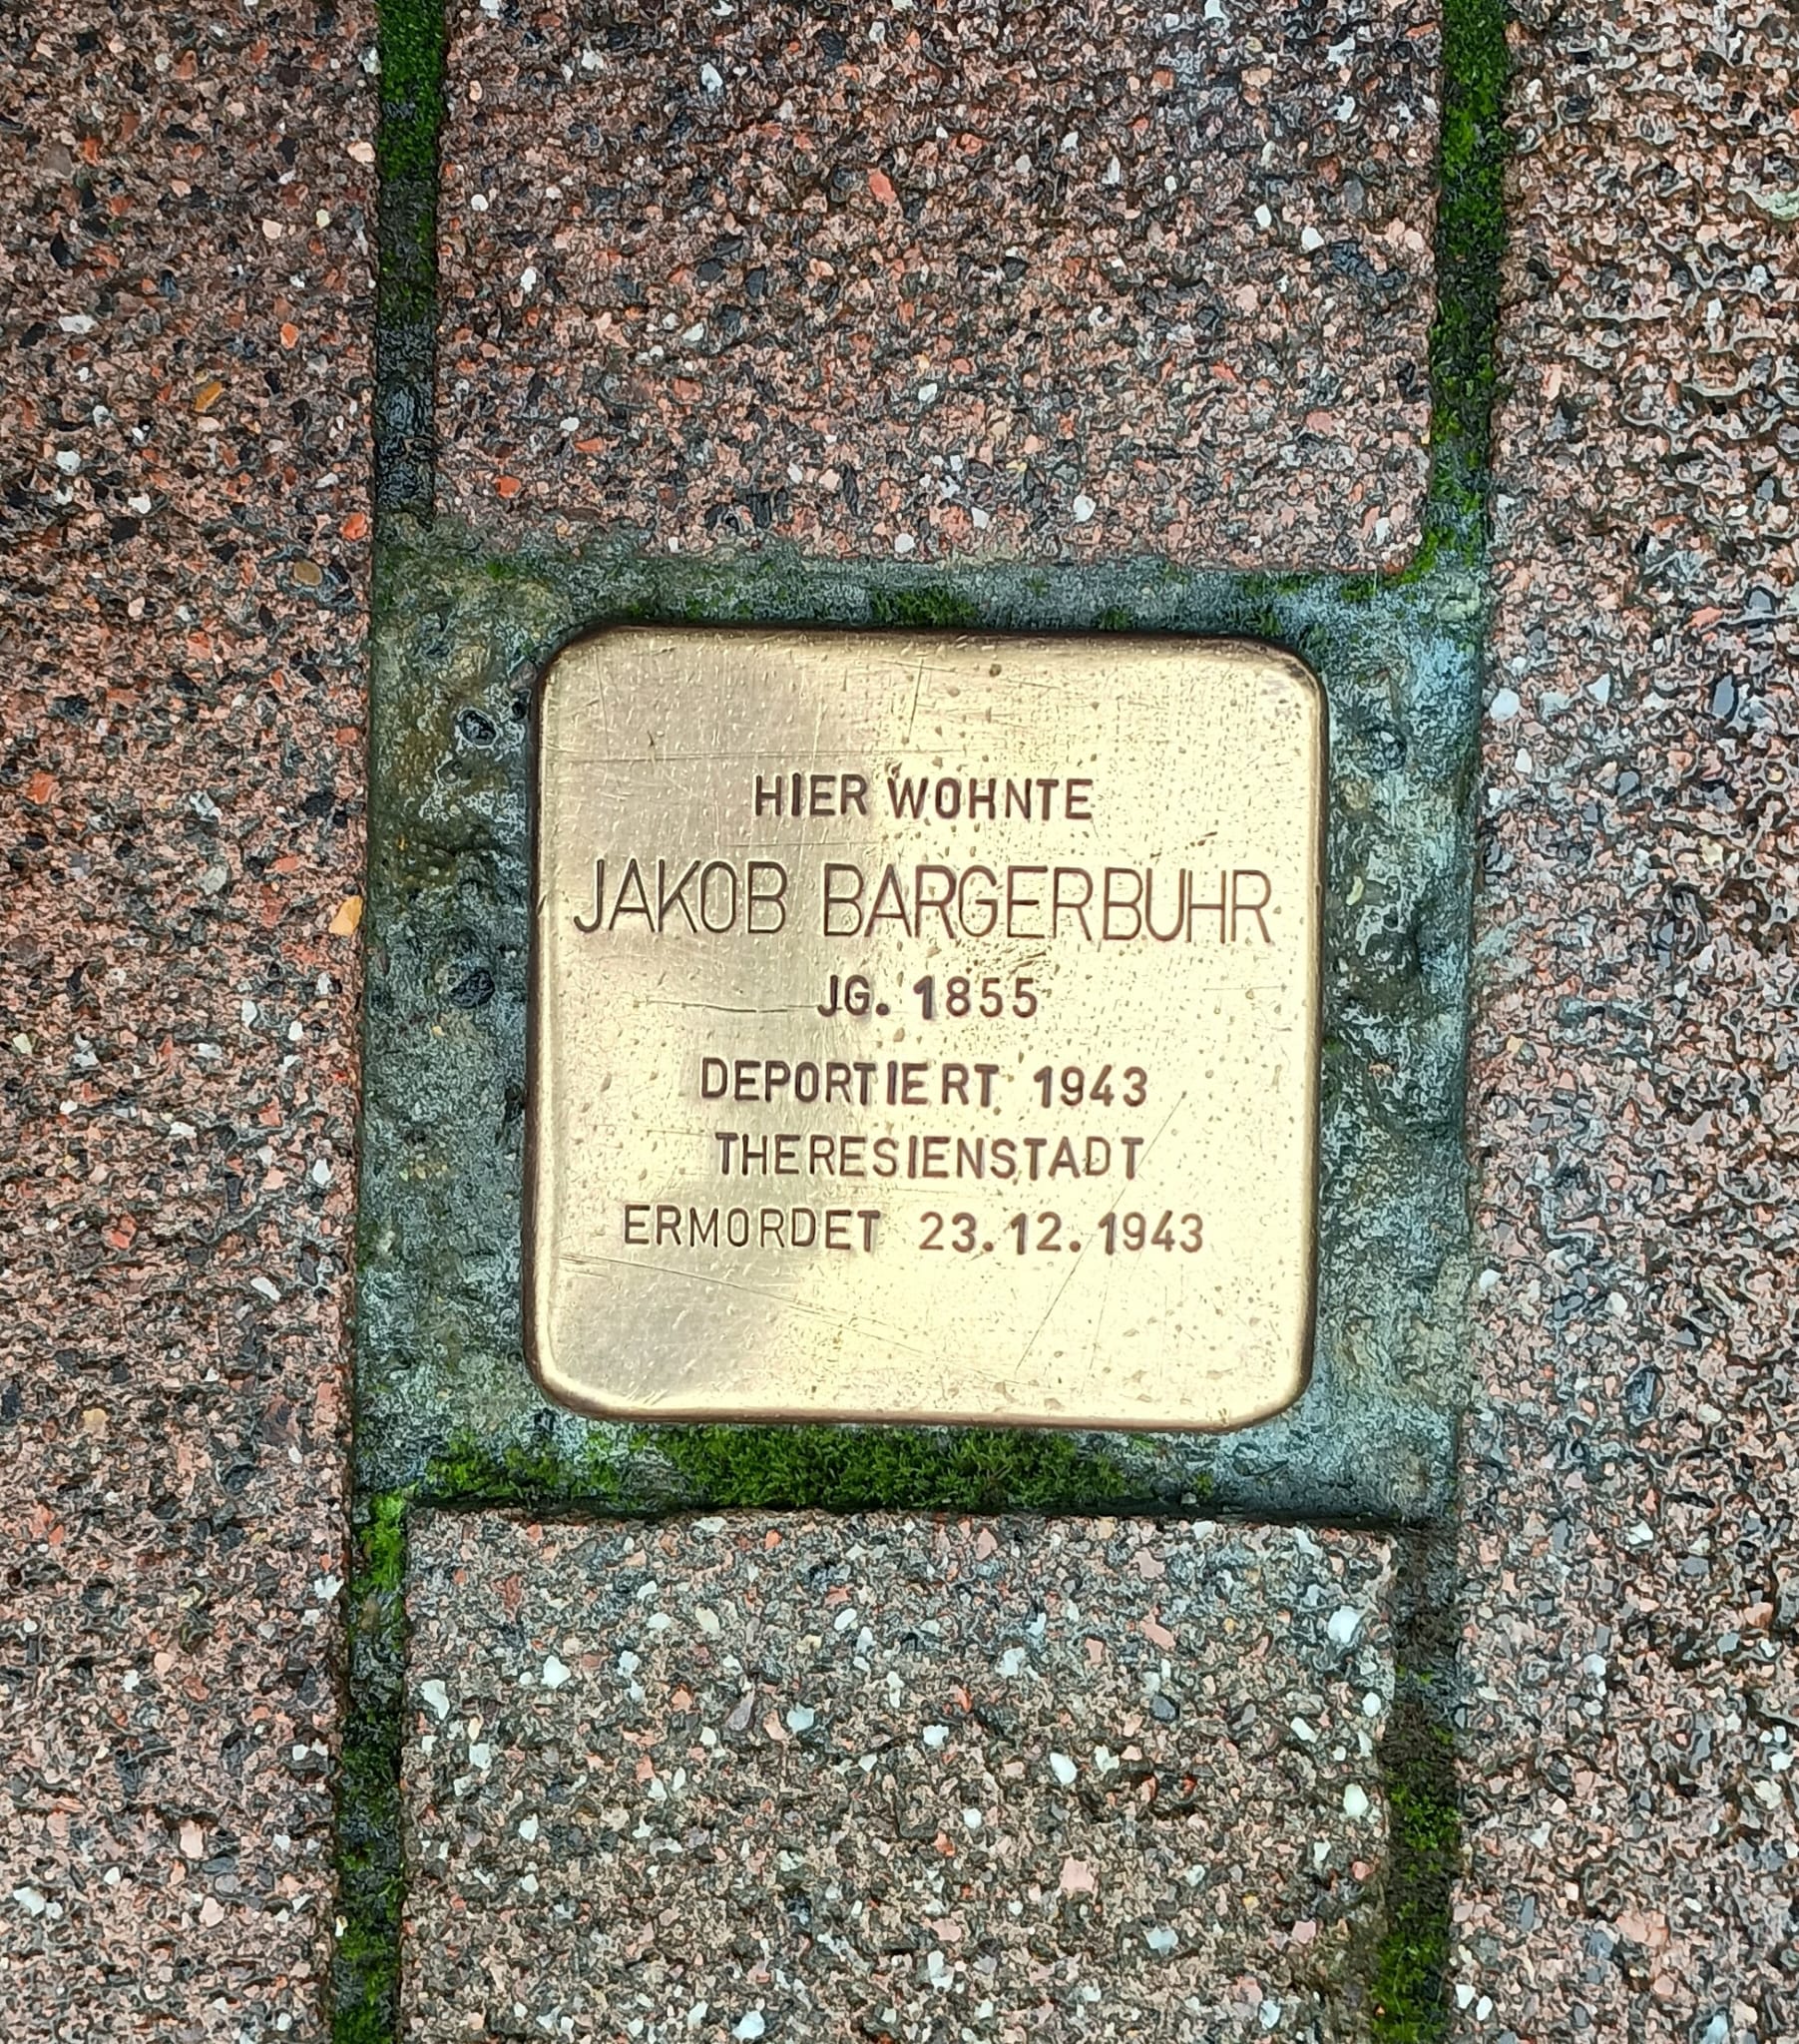 HIER WOHNTE
JAKOB BARGERBUHR
JG. 1855
DEPORTIERT 1943
THERESIENSTADT
ERMORDET 23.12.1943